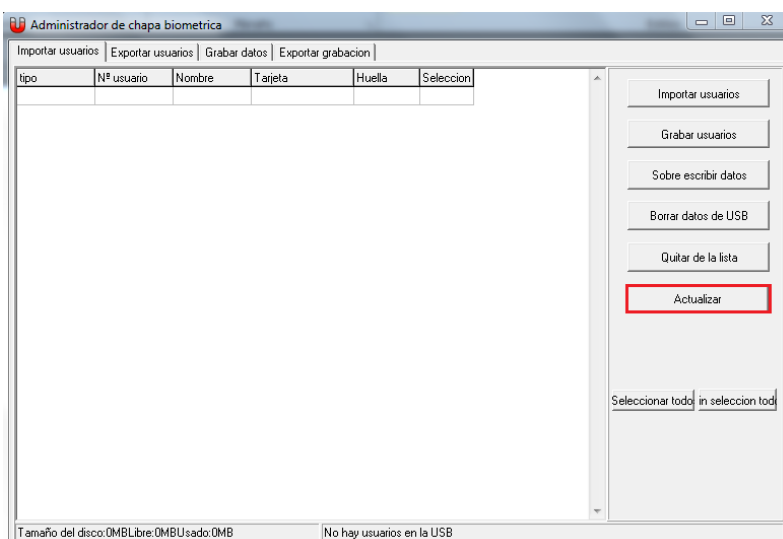 Administrador de chapa biometrica
Importar usuarios Exportar usuarios Grabar datos Exportar grabacion
tipo Nº usuario Nombre Tarjeta Huella Seleccion
Importar usuarios
Grabar usuarios
Sobre escribir datos
Borrar datos de USB
Quitar de la lista
Actualizar
Seleccionar todo in seleccion tod
Tamaño del disco:0MBLibre:0MBUsado:0MB No hay usuarios en la USB